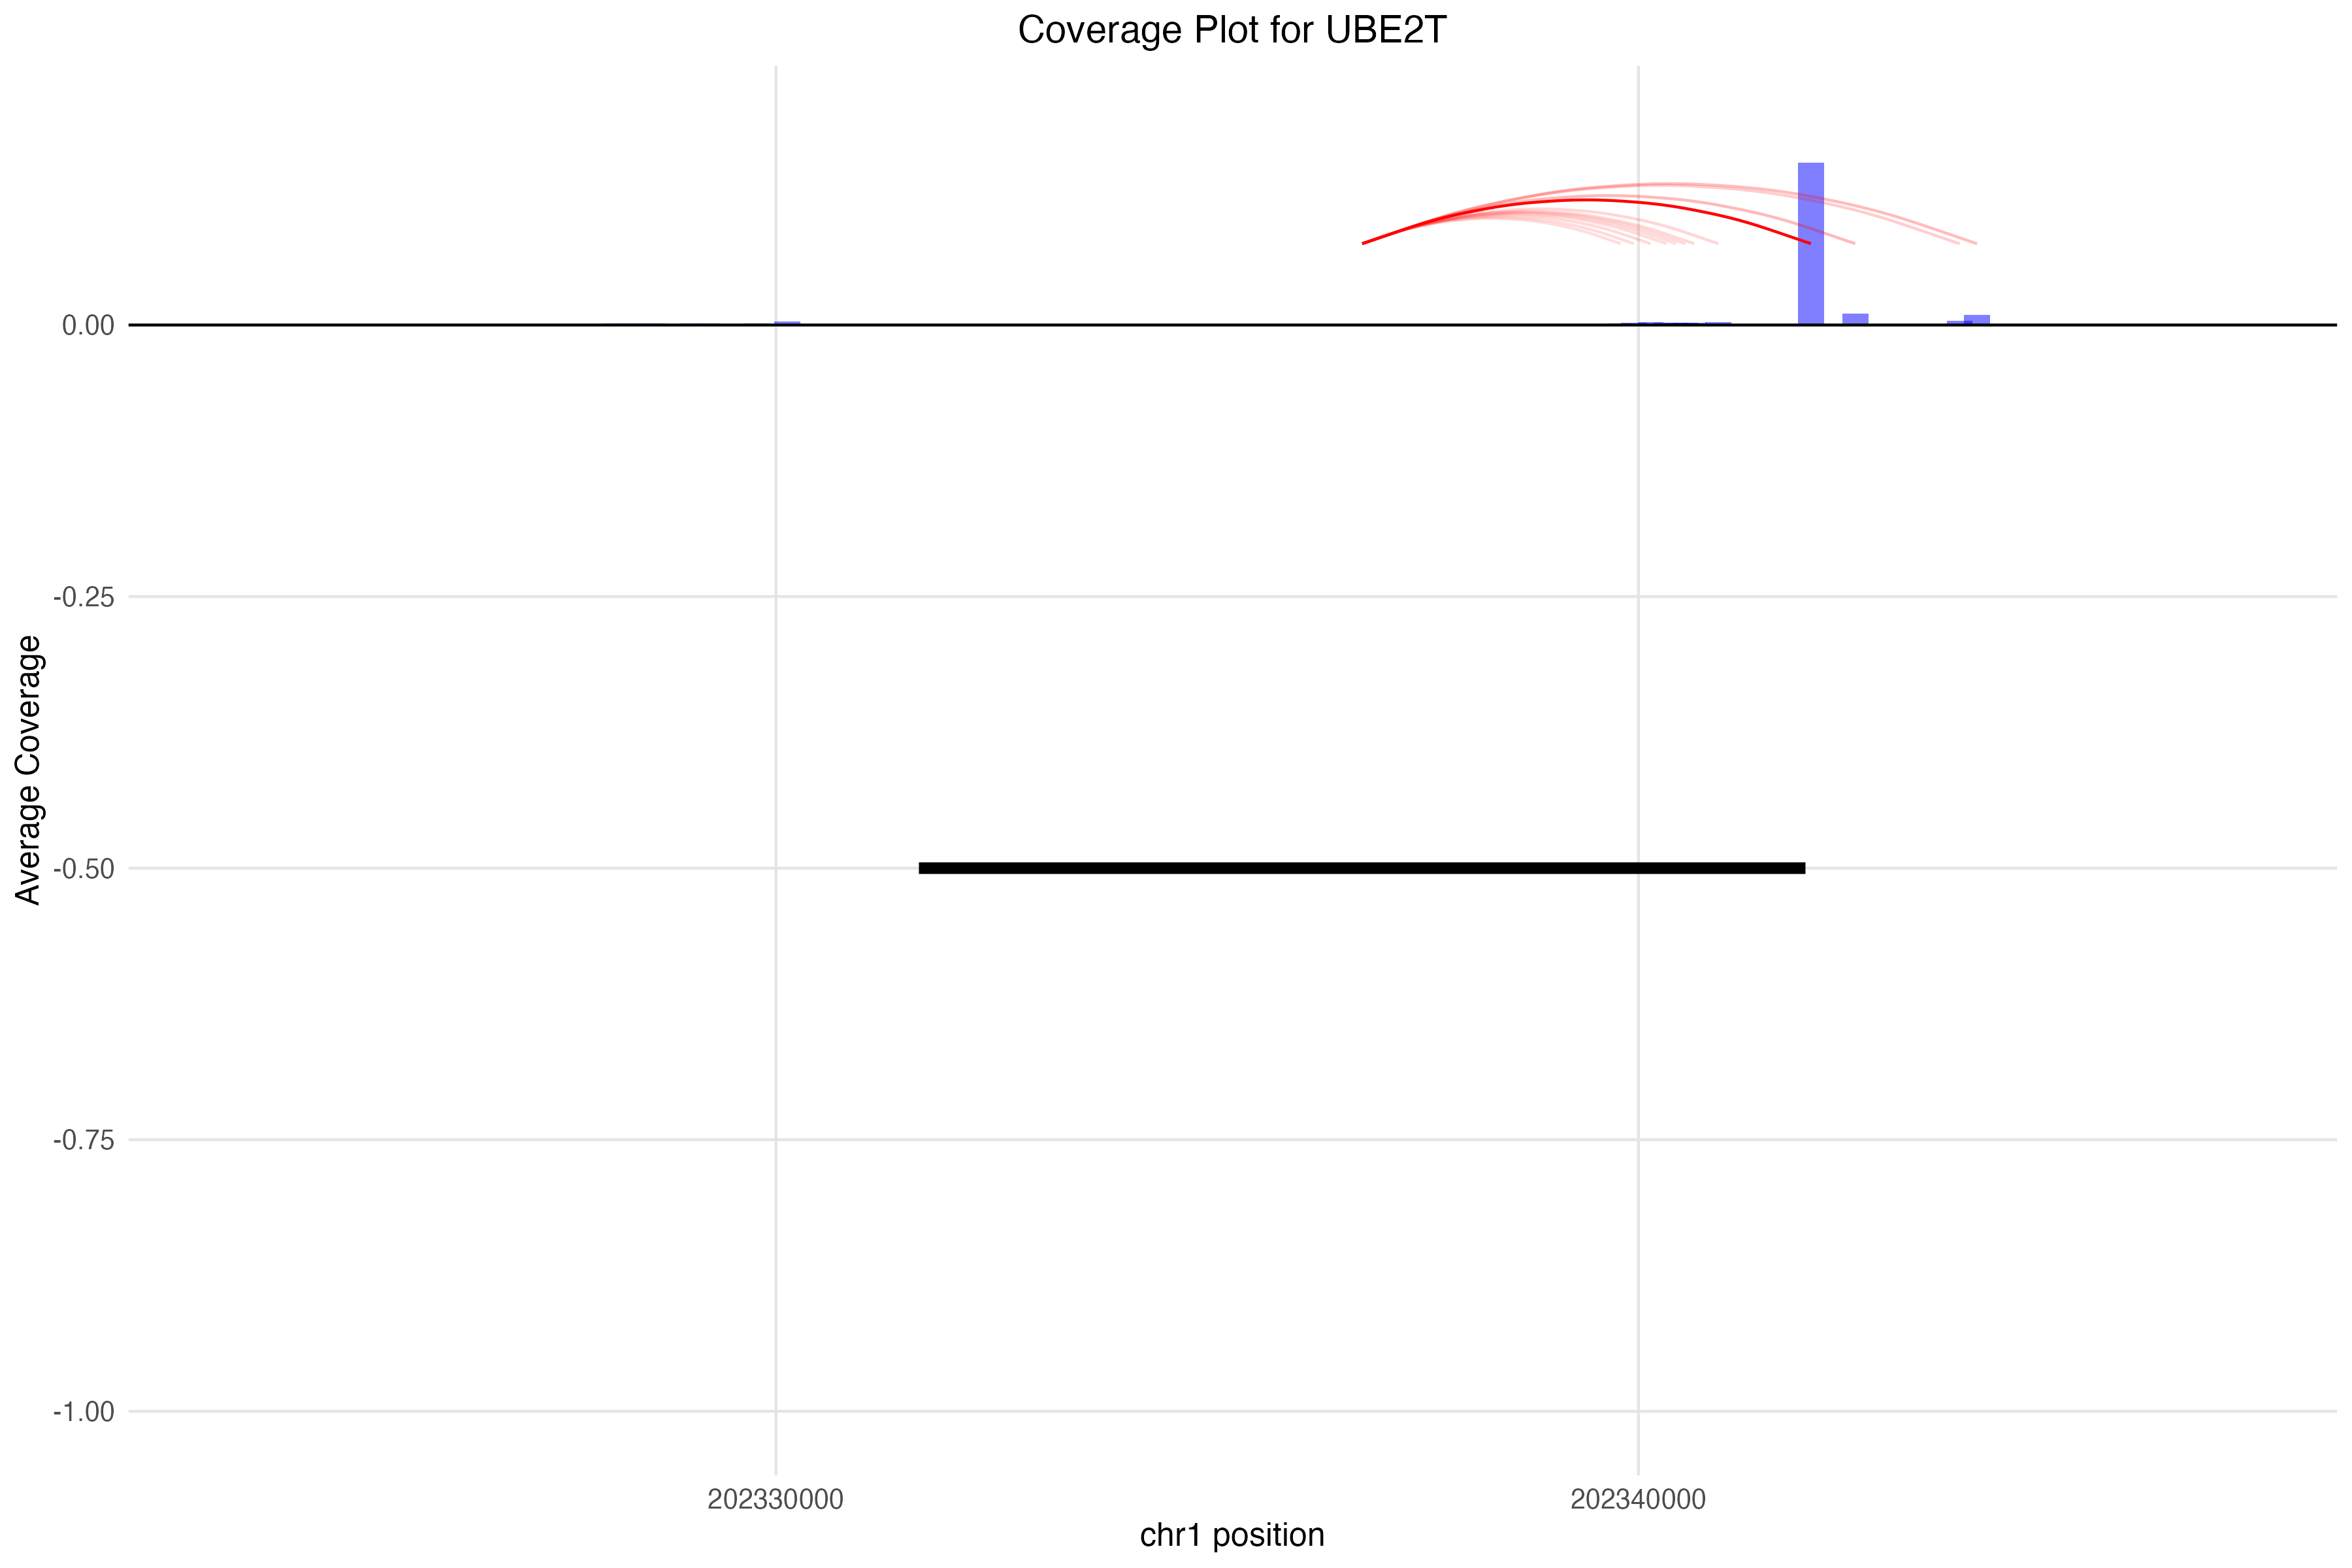 Coverage Plot for UBE2T
Average Coverage
0.00
-0.25
-0.50
-0.75
-1.00
202330000
202340000
chr1 position